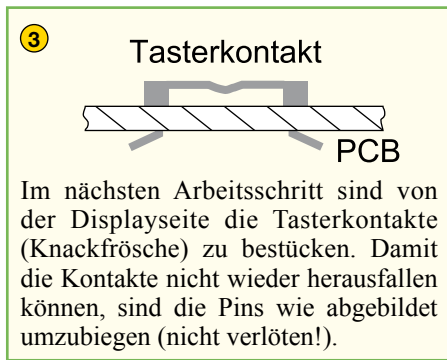 3
Tasterkontakt
PCB
Im nächsten Arbeitsschritt sind von
der Displayseite die Tasterkontakte
(Knackfrösche) zu bestücken. Damit
die Kontakte nicht wieder herausfallen
können, sind die Pins wie abgebildet
umzubiegen (nicht verlöten!).